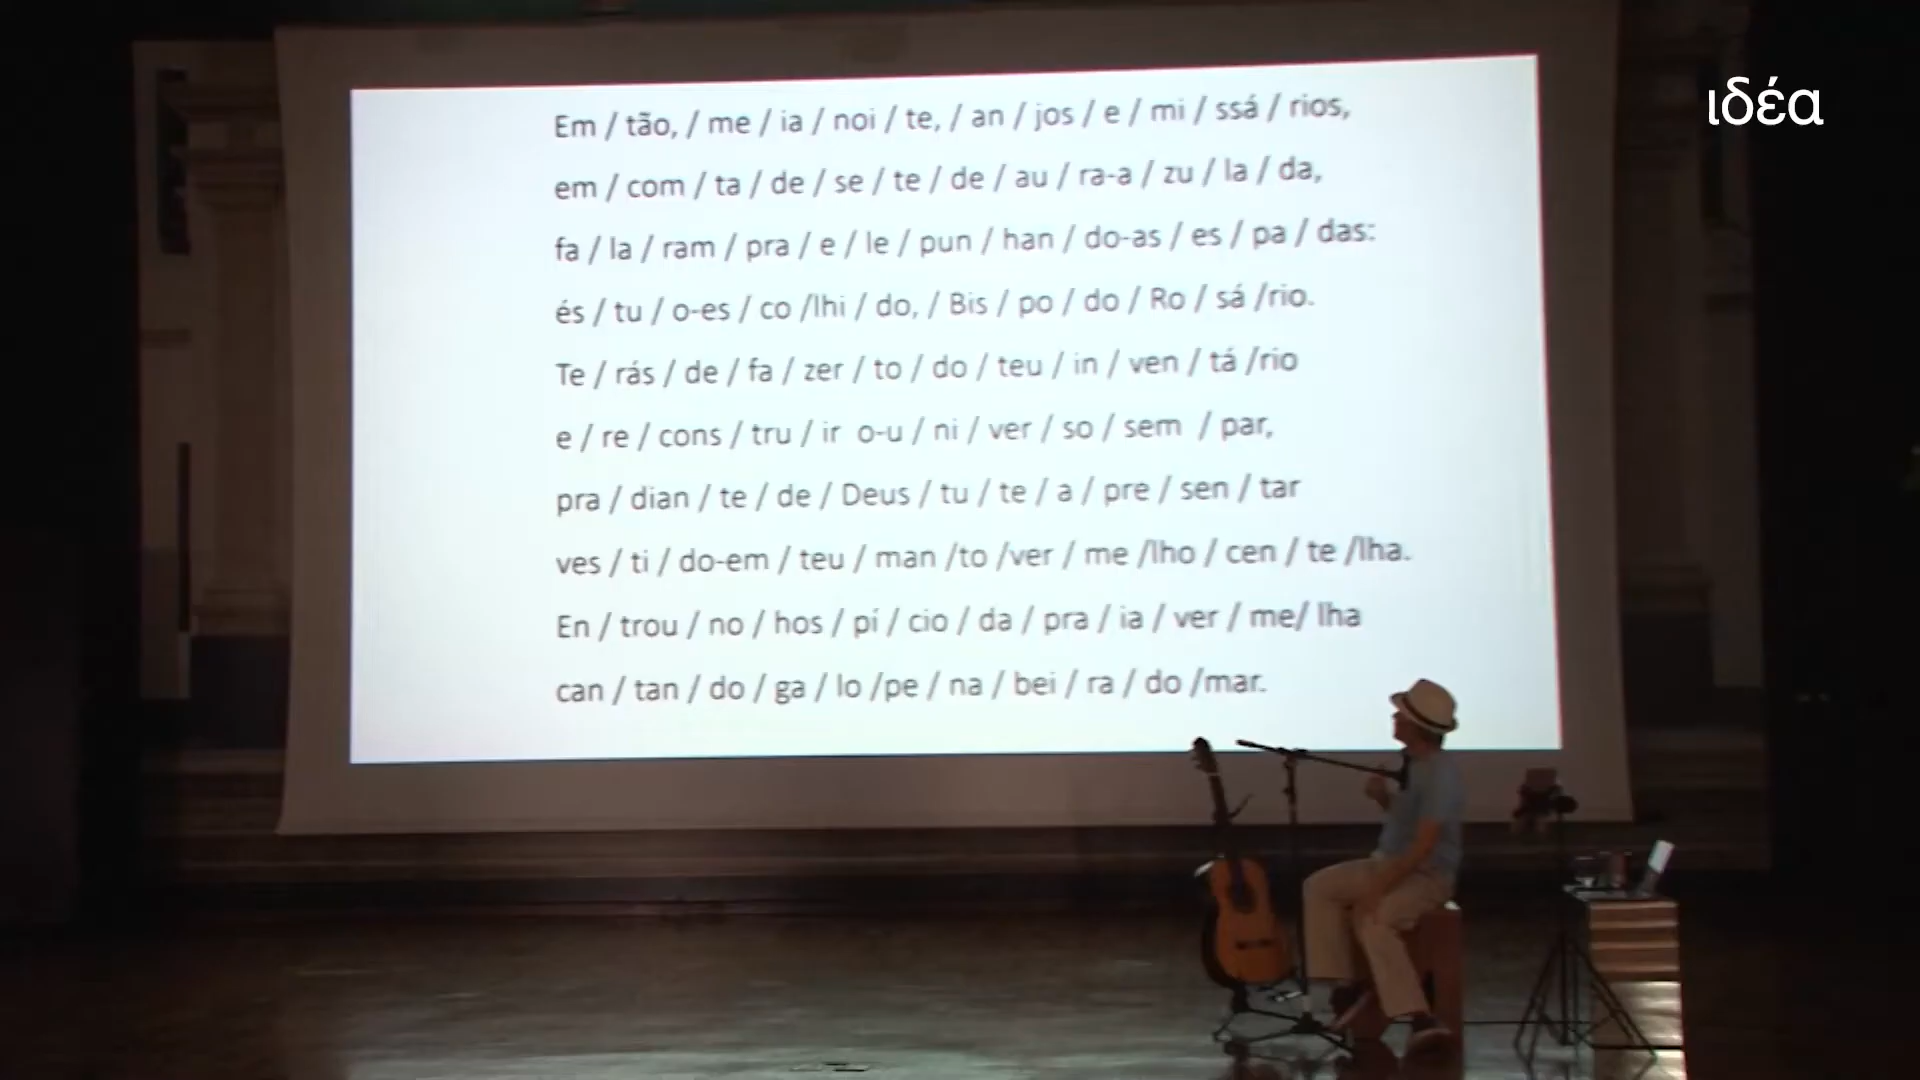 Em / tão, / me / ia / noi / te, / an / jos / e / mi / ssá / rios,
em / com / ta / de / se / te / de / au / ra-a / zu / la / da,
fa / la / ram / pra / e / le / pun / han / do-as / es / pa / das:
és / tu / o-es / co /lhi / do, / Bis / po / do / Ro / sá /rio.
Te / rás / de / fa / zer / to / do / teu / in / ven / tá /rio
e / re / cons / tru / ir o-u / ni / ver / so / sem / par,
pra / dian / te / de / Deus / tu / te / a / pre / sen / tar
ves / ti / do-em / teu / man /to /ver / me /lho / cen / te /lha.
En / trou / no / hos / pí / cio / da / pra / ia / ver / me/ lha
can / tan / do / ga / lo /pe / na / bei / ra / do /mar.
ιδέα